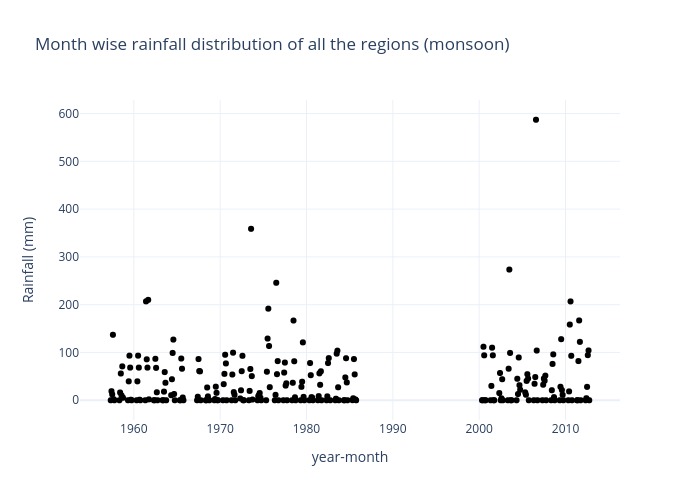 Month wise rainfall distribution of all the regions (monsoon)
600
500
400
300
200
100
0
Rainfall (mm)
1960 1970 1980 1990 2000 2010
year-month